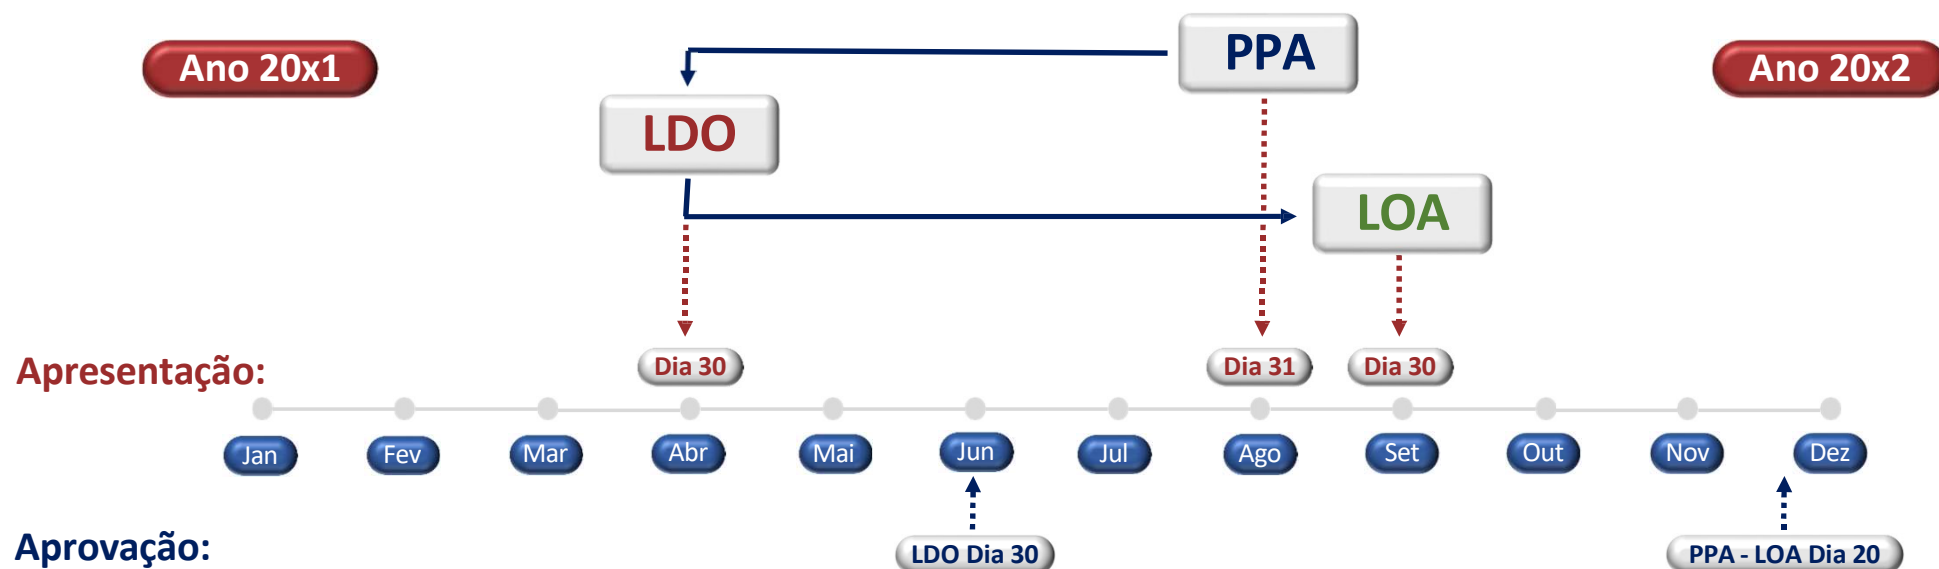 Ano 20x1
PPA
Ano 20x2
LDO
LOA
Apresentação:
Dia 30
Dia 31
Dia 30
Jan
Fev
Mar
Abr
Mai
Jun
Jul
Ago
Set
Out
Nov
Dez
Aprovação:
LDO Dia 30
PPA - LOA Dia 20